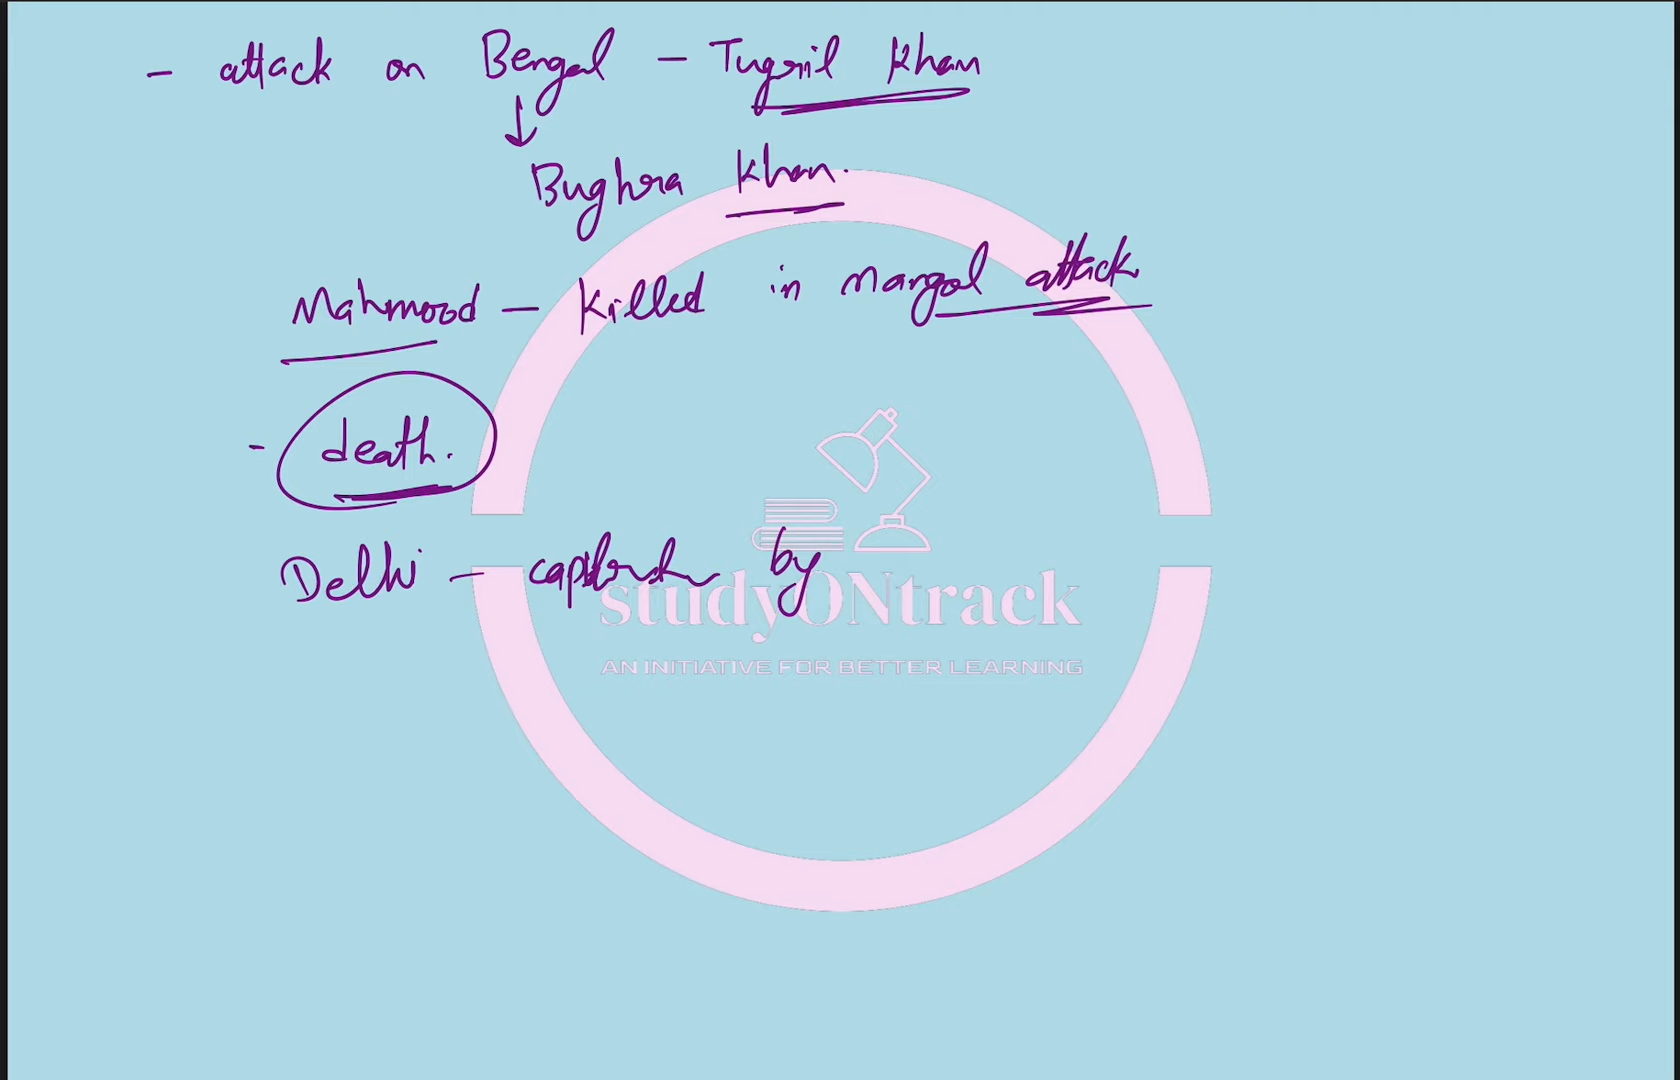 - attack on Bengal - Tugril Khan
↓
Bughra Khan.
Mahmood - Killed in mangol attack.
- death.
Delhi - by
studyONtrack
AN INITIATIVE FOR BETTER LEARNING